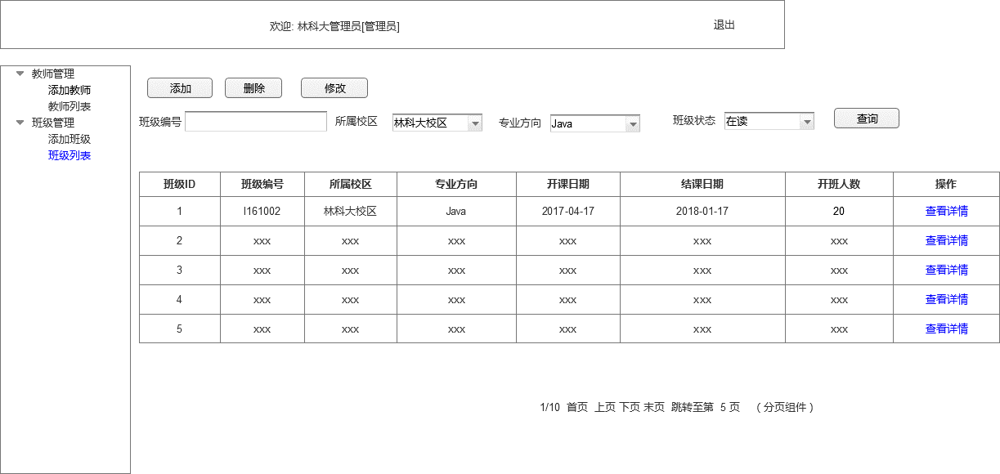 欢迎: 林科大管理员[管理员] 退出
教师管理
添加教师
教师列表
班级管理
添加班级
班级列表
添加 删除 修改
班级编号 所属校区 林科大校区 专业方向 Java 班级状态 在读 查询
班级ID 班级编号 所属校区 专业方向 开课日期 结课日期 开班人数 操作
1 l161002 林科大校区 Java 2017-04-17 2018-01-17 20 查看详情
2 xxx xxx xxx xxx xxx xxx 查看详情
3 xxx xxx xxx xxx xxx xxx 查看详情
4 xxx xxx xxx xxx xxx xxx 查看详情
5 xxx xxx xxx xxx xxx xxx 查看详情
1/10 首页 上页 下页 末页 跳转至第 5 页 （分页组件）